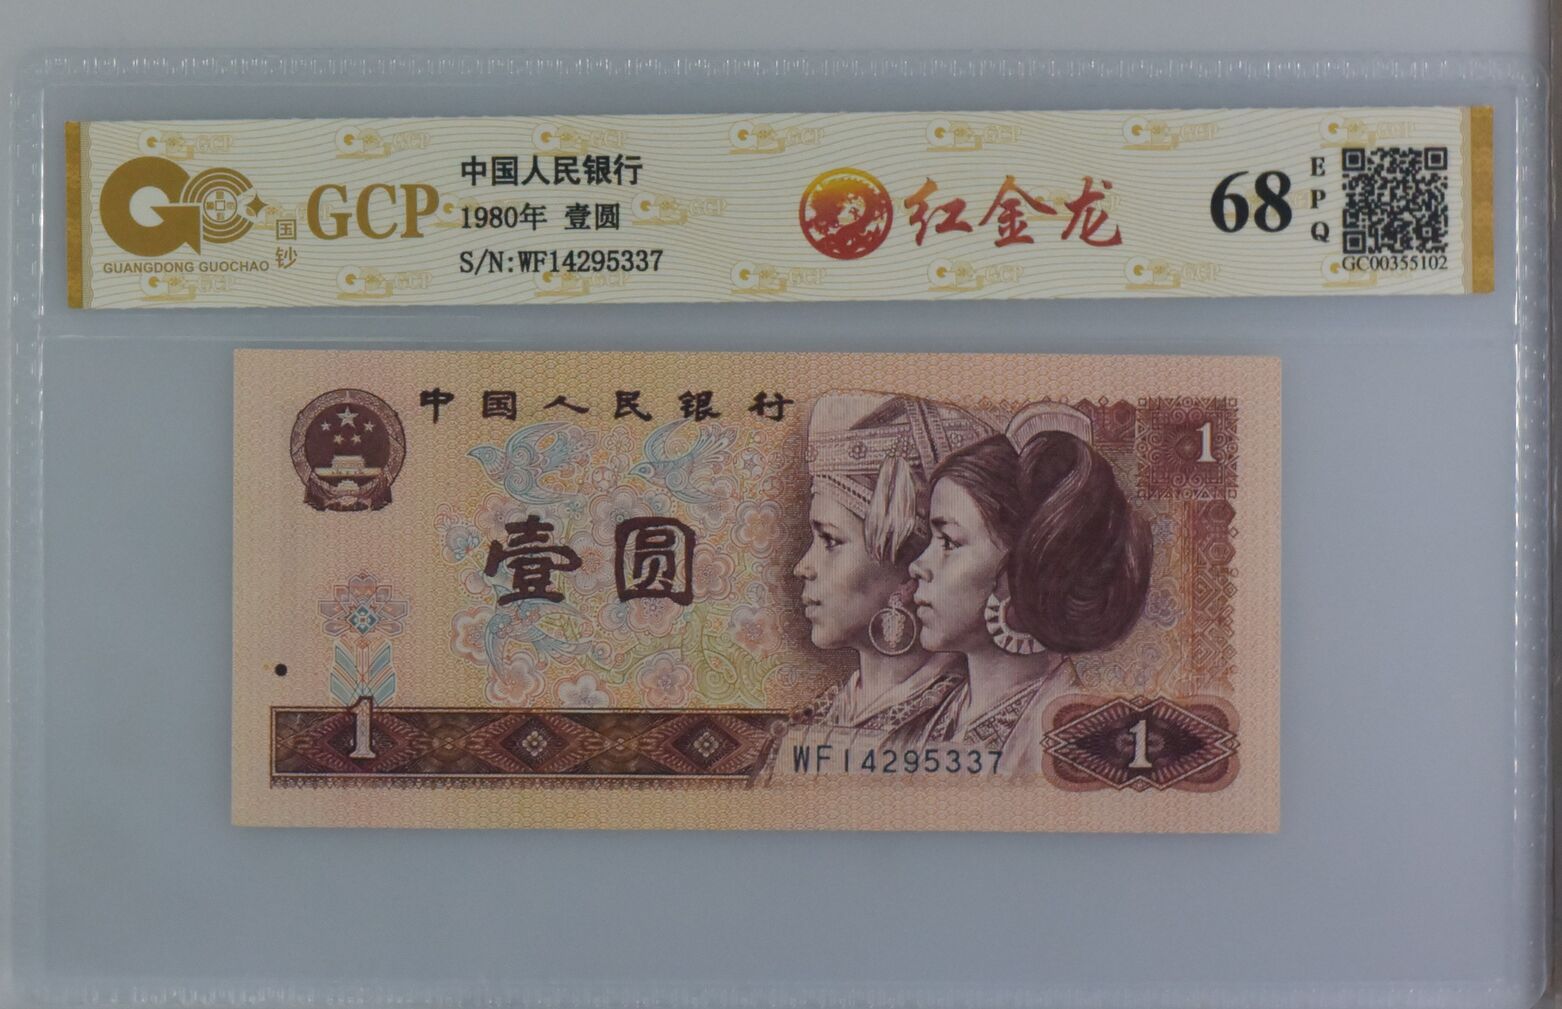 GCP
国钞
GUANGDONG GUOCHAO
中国人民银行
1980年 壹圆
S/N:WF14295337
红金龙
68
EPQ
GC00355102
中国人民银行
1
壹圆
1
WF14295337
1